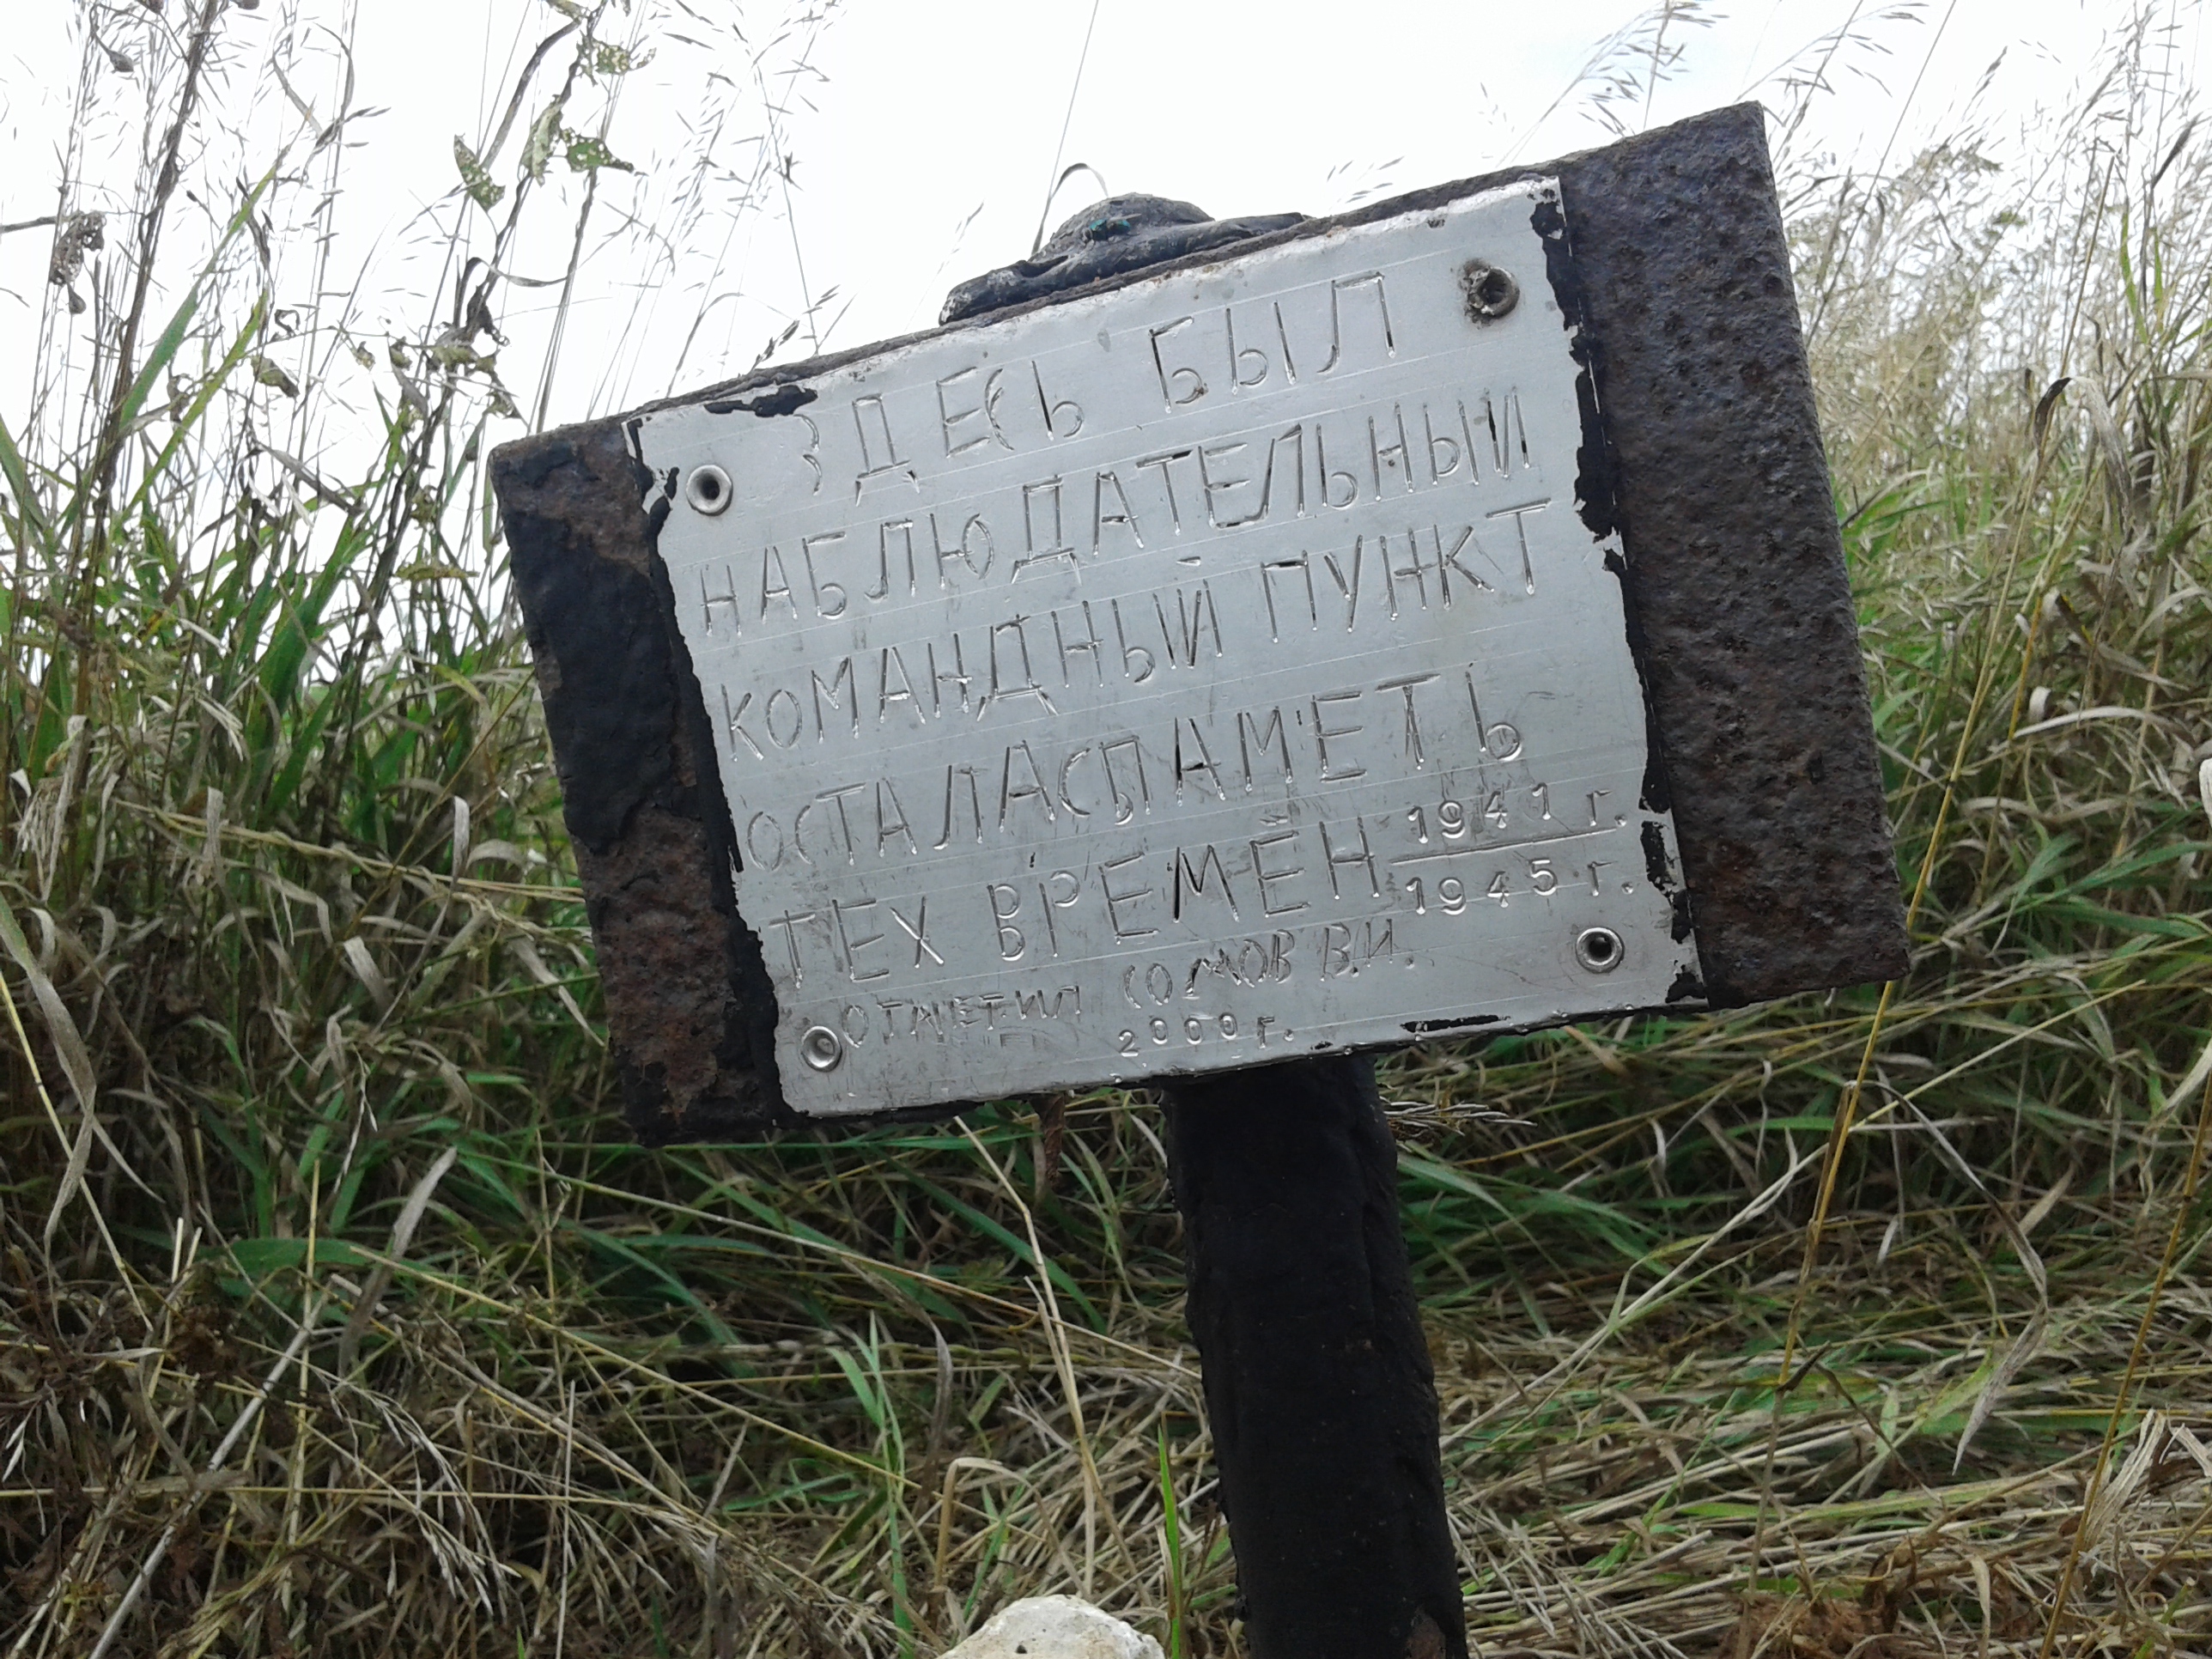 ЗДЕСЬ БЫЛ
НАБЛЮДАТЕЛЬНЫЙ
КОМАНДНЫЙ ПУНКТ
ОСТАЛАСЬ ПАМЕТЬ
ТЕХ ВРЕМЁН 1941 г.
1945 г.
ОТМЕТИЛ СОМОВ В.И.
2000 г.